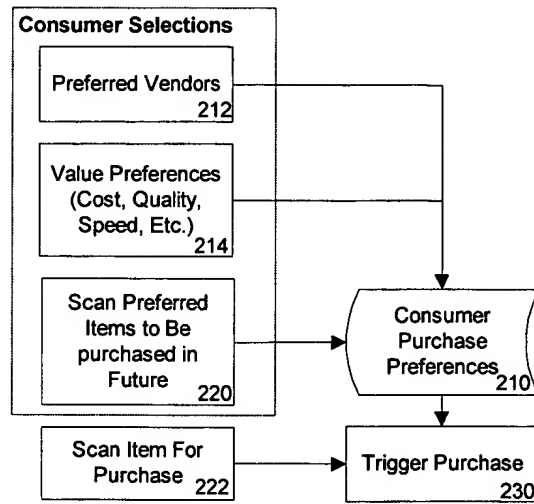 Consumer Selections
Preferred Vendors
212
Value Preferences
(Cost, Quality,
Speed, Etc.)
214
Scan Preferred
Items to Be
purchased in
Future
220
Consumer
Purchase
Preferences
210
Scan Item For
Purchase
222
Trigger Purchase
230